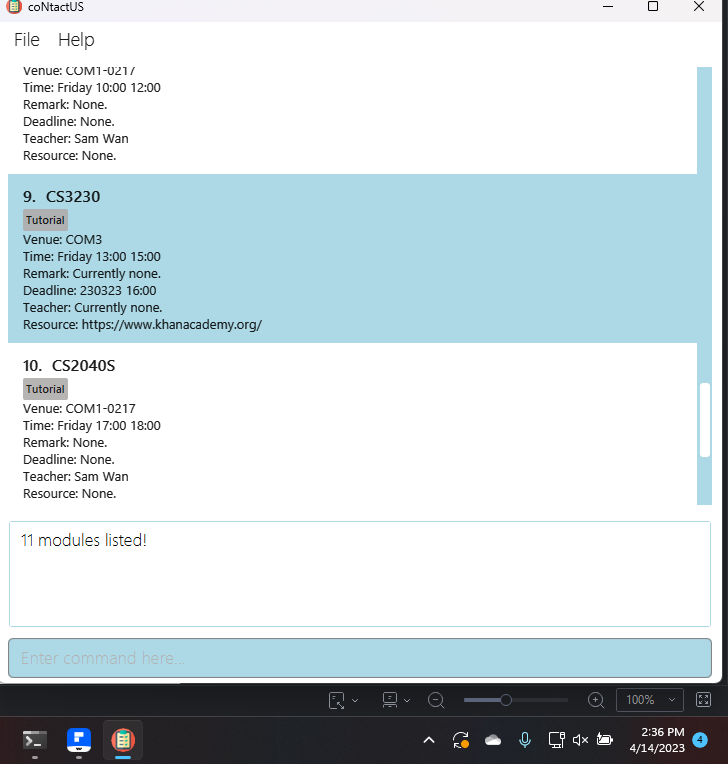 coNtactUS
File Help
Venue: COM1-0217
Time: Friday 10:00 12:00
Remark: None.
Deadline: None.
Teacher: Sam Wan
Resource: None.
9. CS3230
Tutorial
Venue: COM3
Time: Friday 13:00 15:00
Remark: Currently none.
Deadline: 230323 16:00
Teacher: Currently none.
Resource: https://www.khanacademy.org/
10. CS2040S
Tutorial
Venue: COM1-0217
Time: Friday 17:00 18:00
Remark: None.
Deadline: None.
Teacher: Sam Wan
Resource: None.
11 modules listed!
Enter command here...
100%
2:36 PM
4/14/2023
4